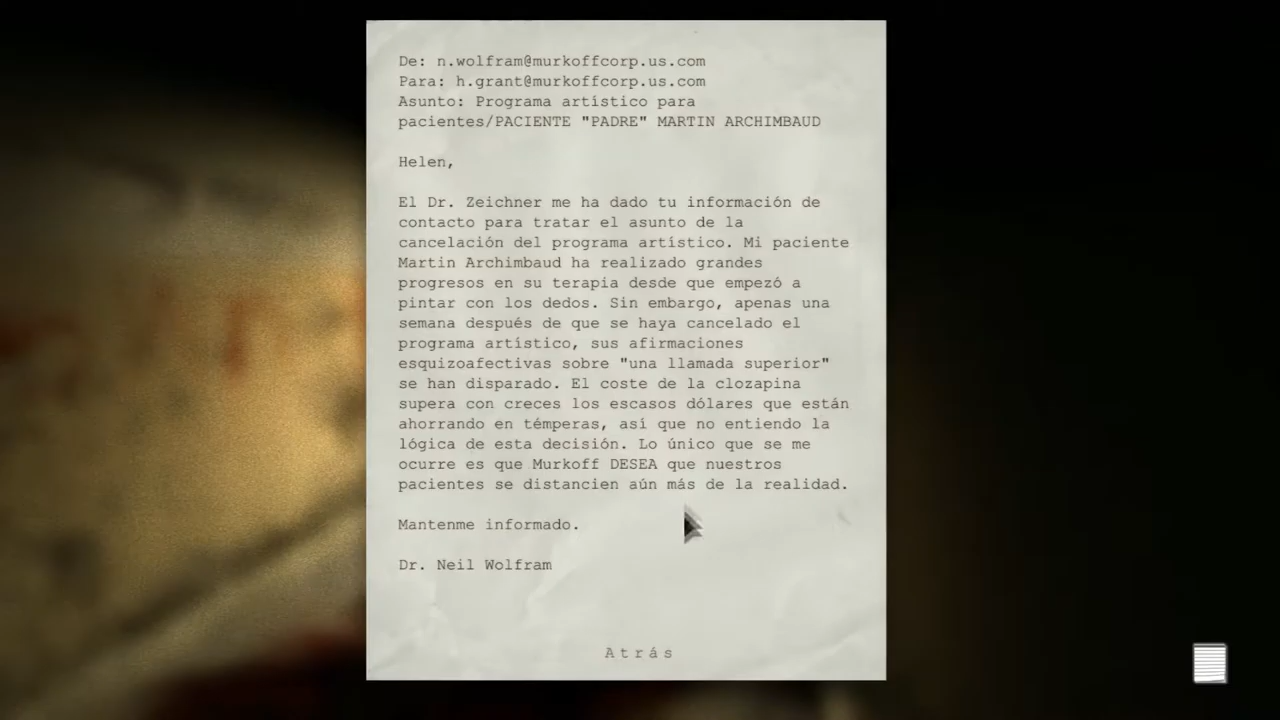 De: n.wolfram@murkoffcorp.us.com
Para: h.grant@murkoffcorp.us.com
Asunto: Programa artístico para
pacientes/PACIENTE "PADRE" MARTIN ARCHIMBAUD
Helen,
El Dr. Zeichner me ha dado tu información de
contacto para tratar el asunto de la
cancelación del programa artístico. Mi paciente
Martin Archimbaud ha realizado grandes
progresos en su terapia desde que empezó a
pintar con los dedos. Sin embargo, apenas una
semana después de que se haya cancelado el
programa artístico, sus afirmaciones
esquizoafectivas sobre "una llamada superior"
se han disparado. El coste de la clozapina
supera con creces los escasos dólares que están
ahorrando en témperas, así que no entiendo la
lógica de esta decisión. Lo único que se me
ocurre es que Murkoff DESEA que nuestros
pacientes se distancien aún más de la realidad.
Mantenme informado.
Dr. Neil Wolfram
Atrás